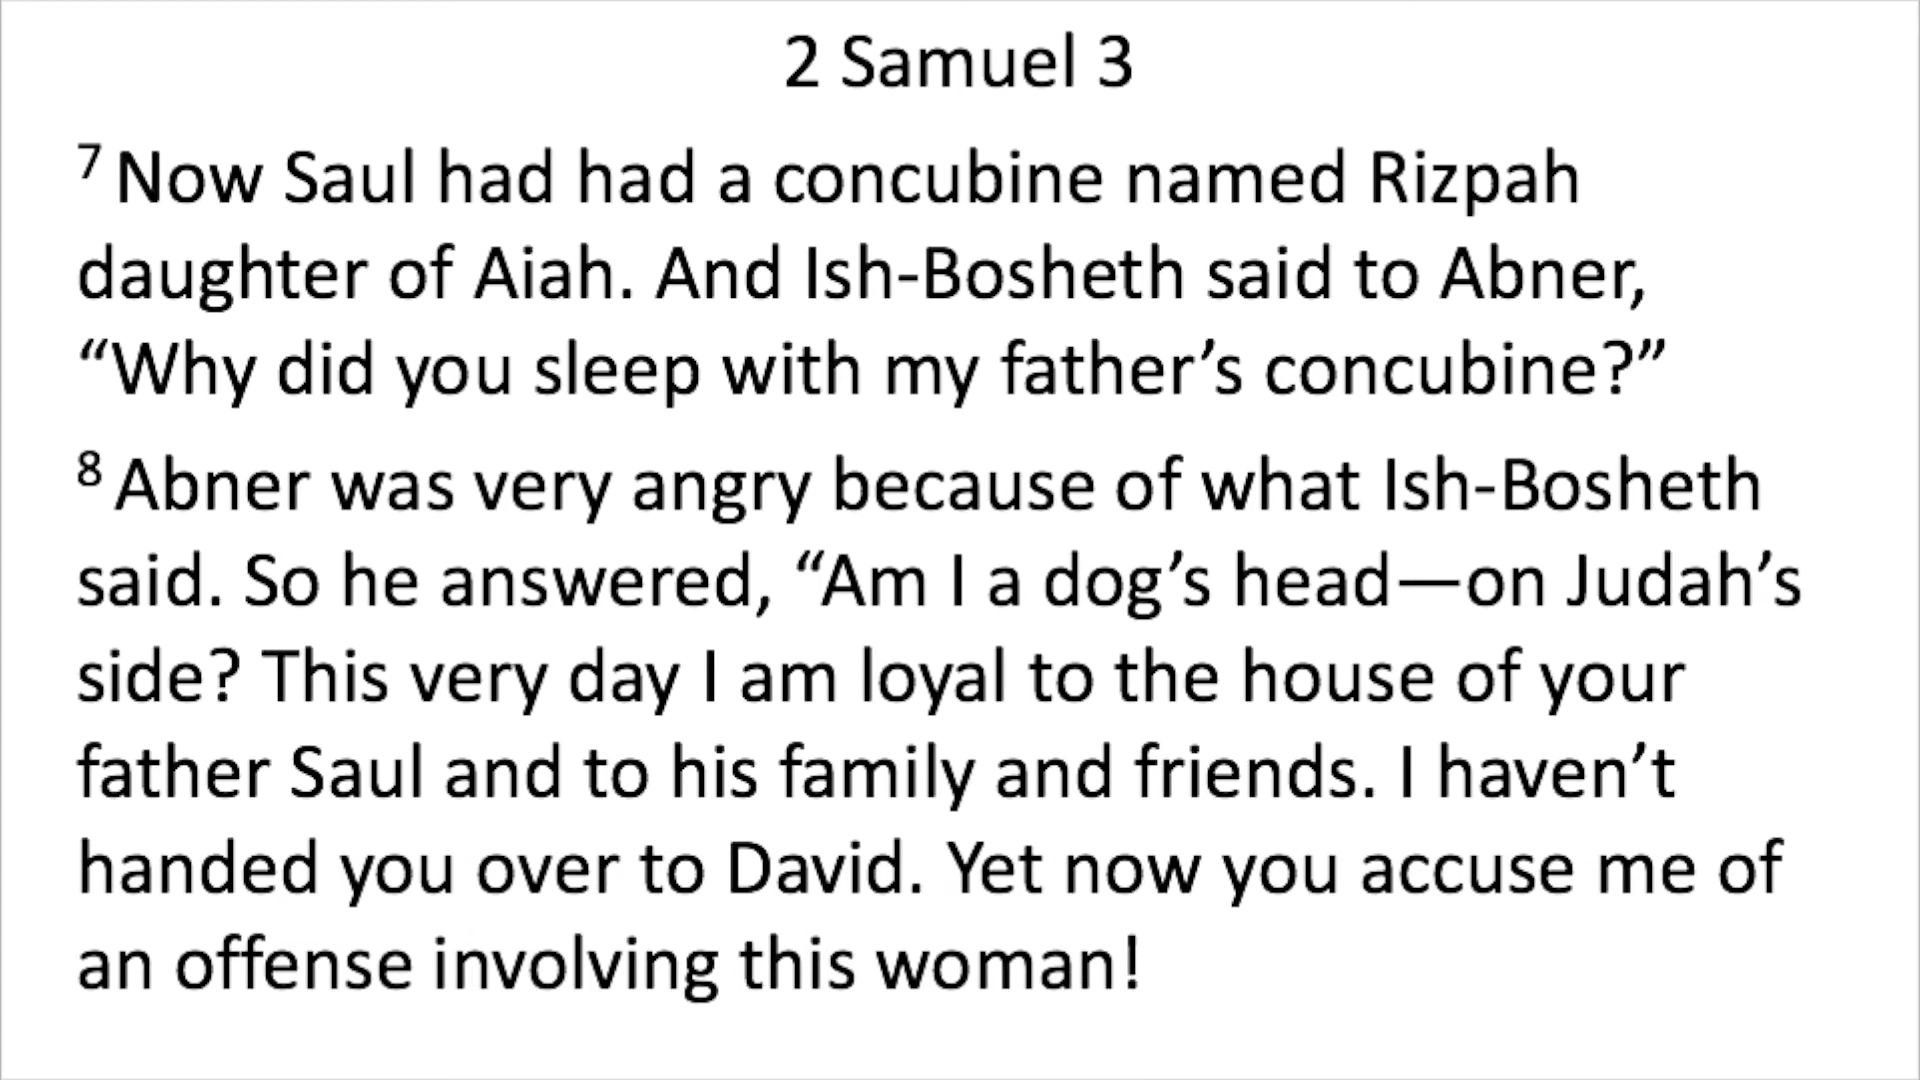 2 Samuel 3
7 Now Saul had had a concubine named Rizpah
daughter of Aiah. And Ish-Bosheth said to Abner,
“Why did you sleep with my father’s concubine?”
8 Abner was very angry because of what Ish-Bosheth
said. So he answered, “Am I a dog’s head—on Judah’s
side? This very day I am loyal to the house of your
father Saul and to his family and friends. I haven’t
handed you over to David. Yet now you accuse me of
an offense involving this woman!